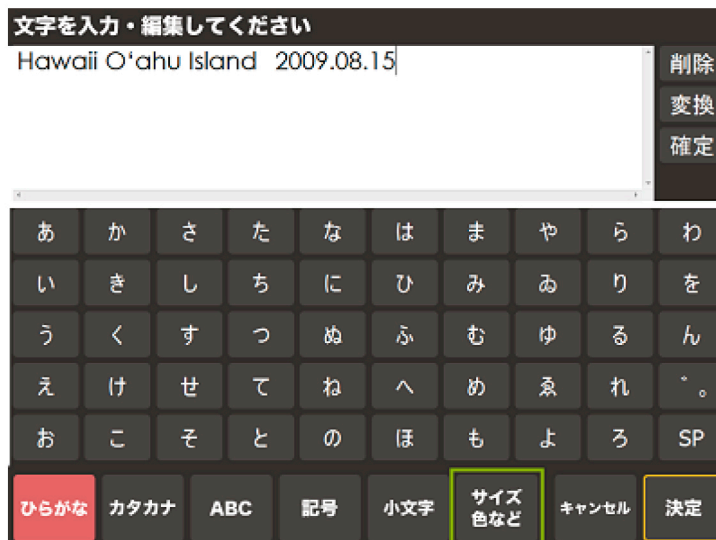 文字を入力・編集してください
Hawaii Oʻahu Island 2009.08.15
削除
変換
確定
あ か さ た な は ま や ら わ
い き し ち に ひ み ゐ り を
う く す つ ぬ ふ む ゆ る ん
え け せ て ね へ め ゑ れ ゛。
お こ そ と の ほ も よ ろ SP
ひらがな カタカナ ABC 記号 小文字 サイズ色など キャンセル 決定